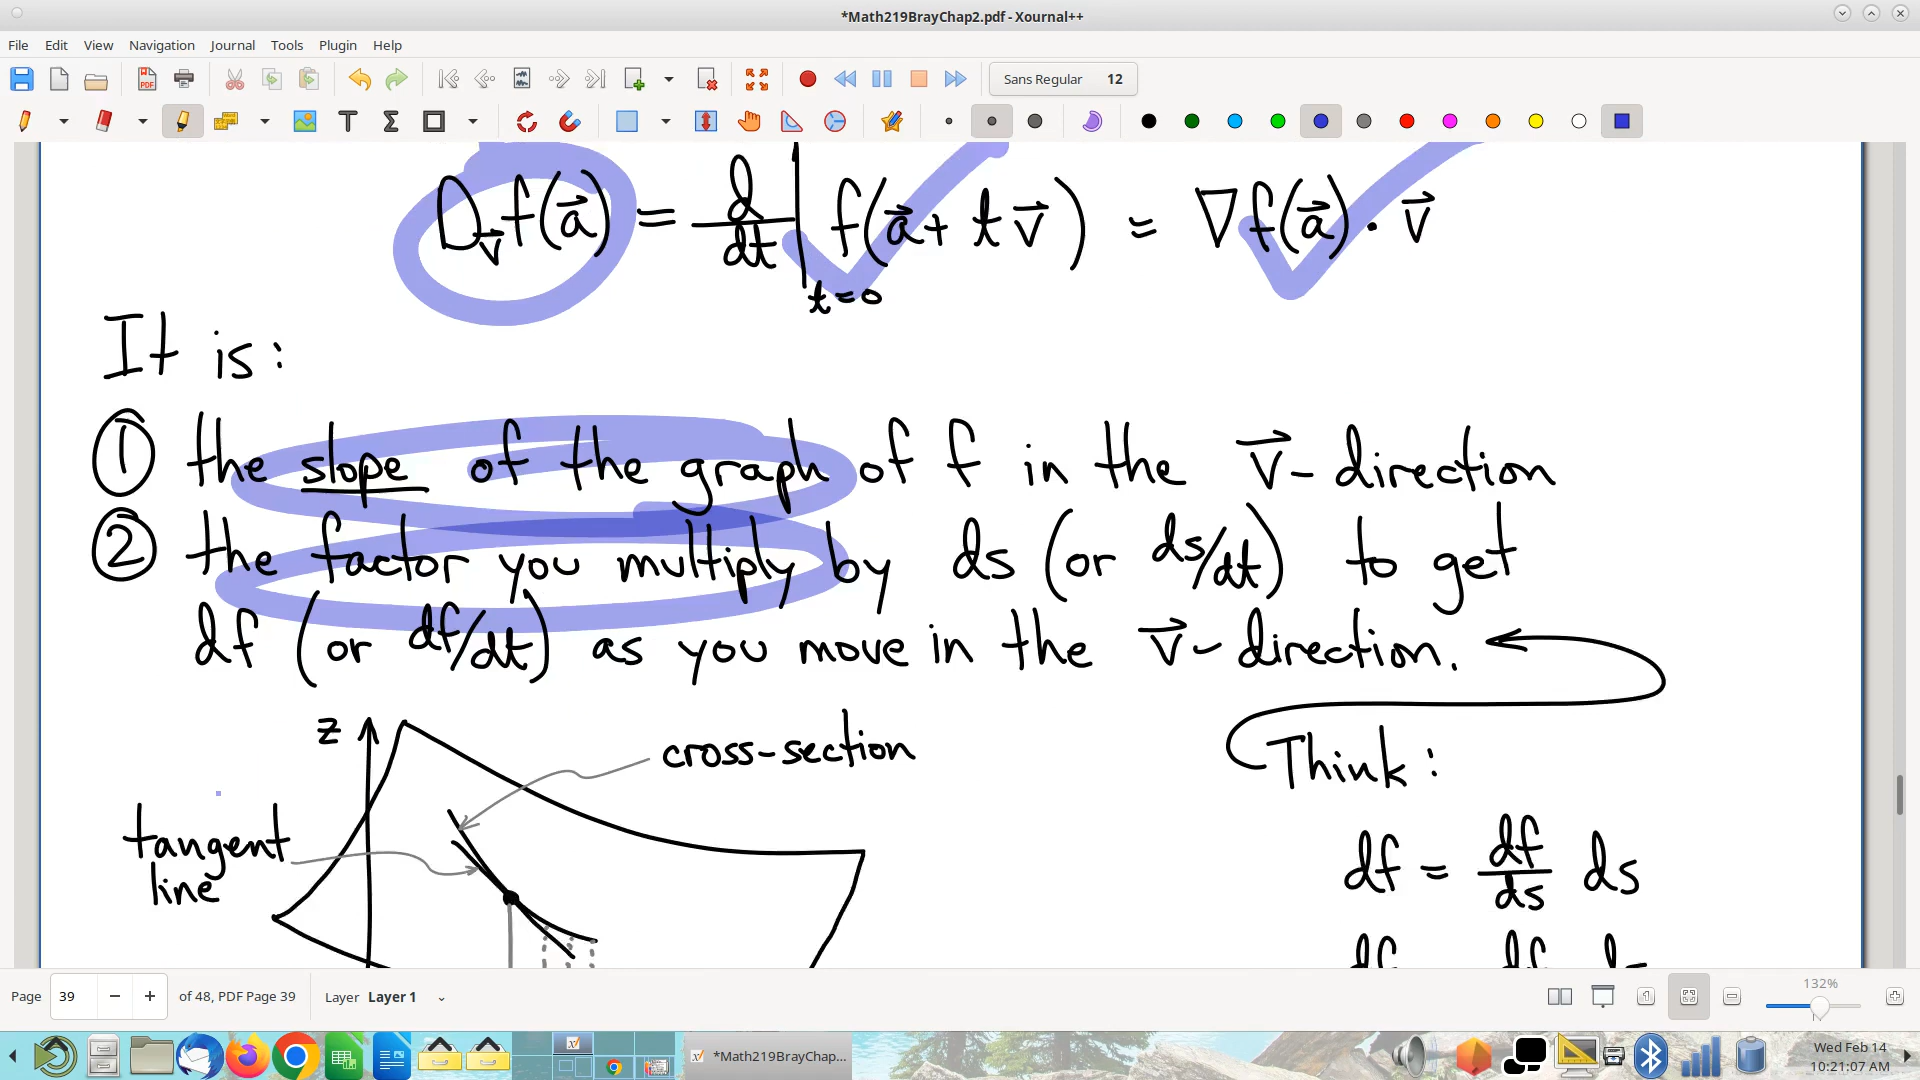 *Math219BrayChap2.pdf - Xournal++
File Edit View Navigation Journal Tools Plugin Help
Sans Regular 12
D_v⃗ f(a⃗) = d/dt |_{t=0} f(a⃗ + t v⃗) = ∇f(a⃗) · v⃗
It is:
① the slope of the graph of f in the v⃗-direction
② the factor you multiply by ds (or ds/dt) to get
df (or df/dt) as you move in the v⃗-direction.
Think:
z
cross-section
tangent
line
df = df/ds ds
Page 39 of 48, PDF Page 39 Layer Layer 1
132%
*Math219BrayChap...
Wed Feb 14
10:21:07 AM